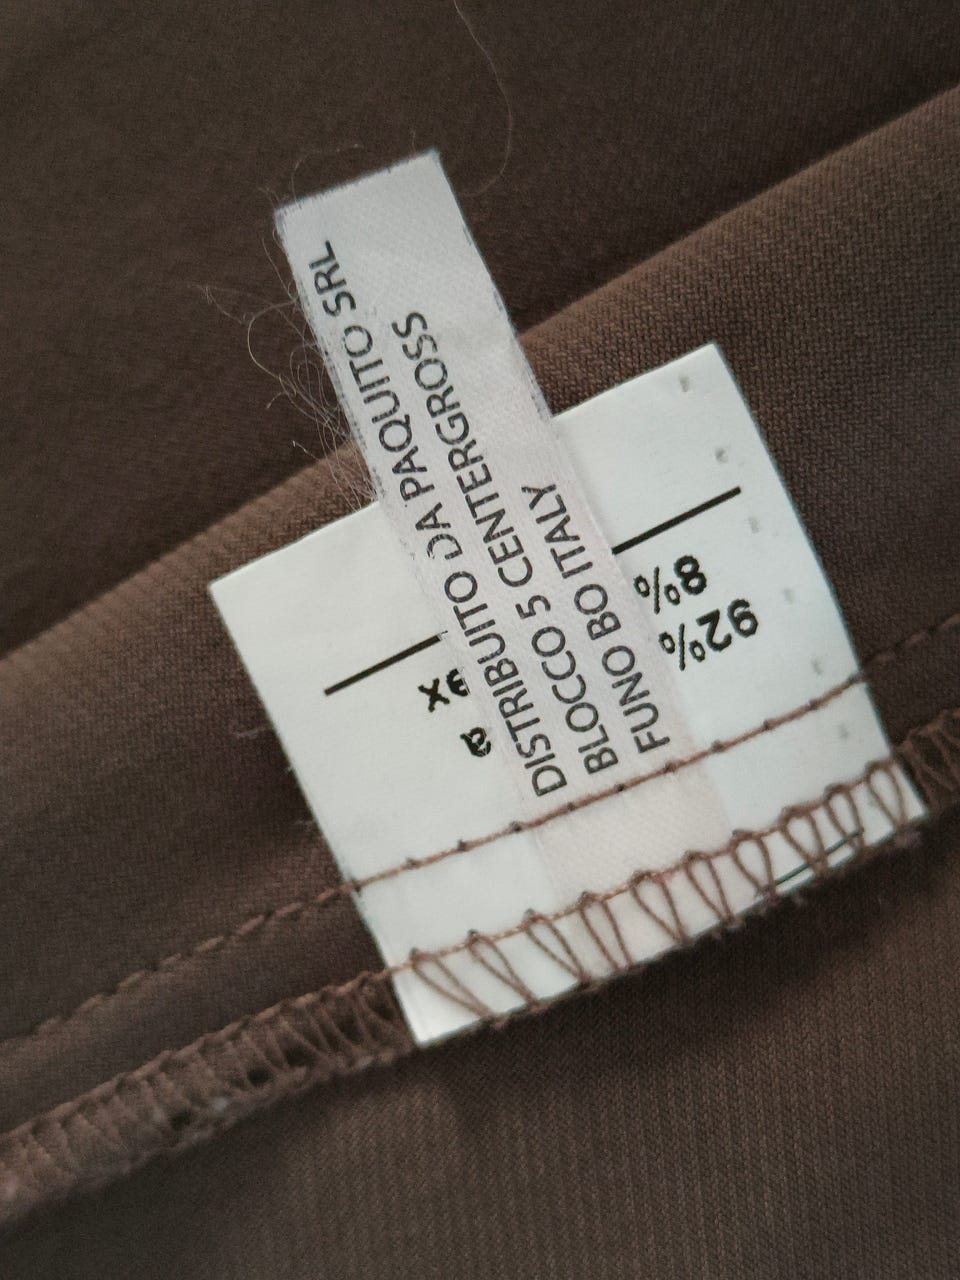 DISTRIBUITO DA PAQUITO SRL
BLOCCO 5 CENTERGROSS
FUNO BO ITALY
92%
8%